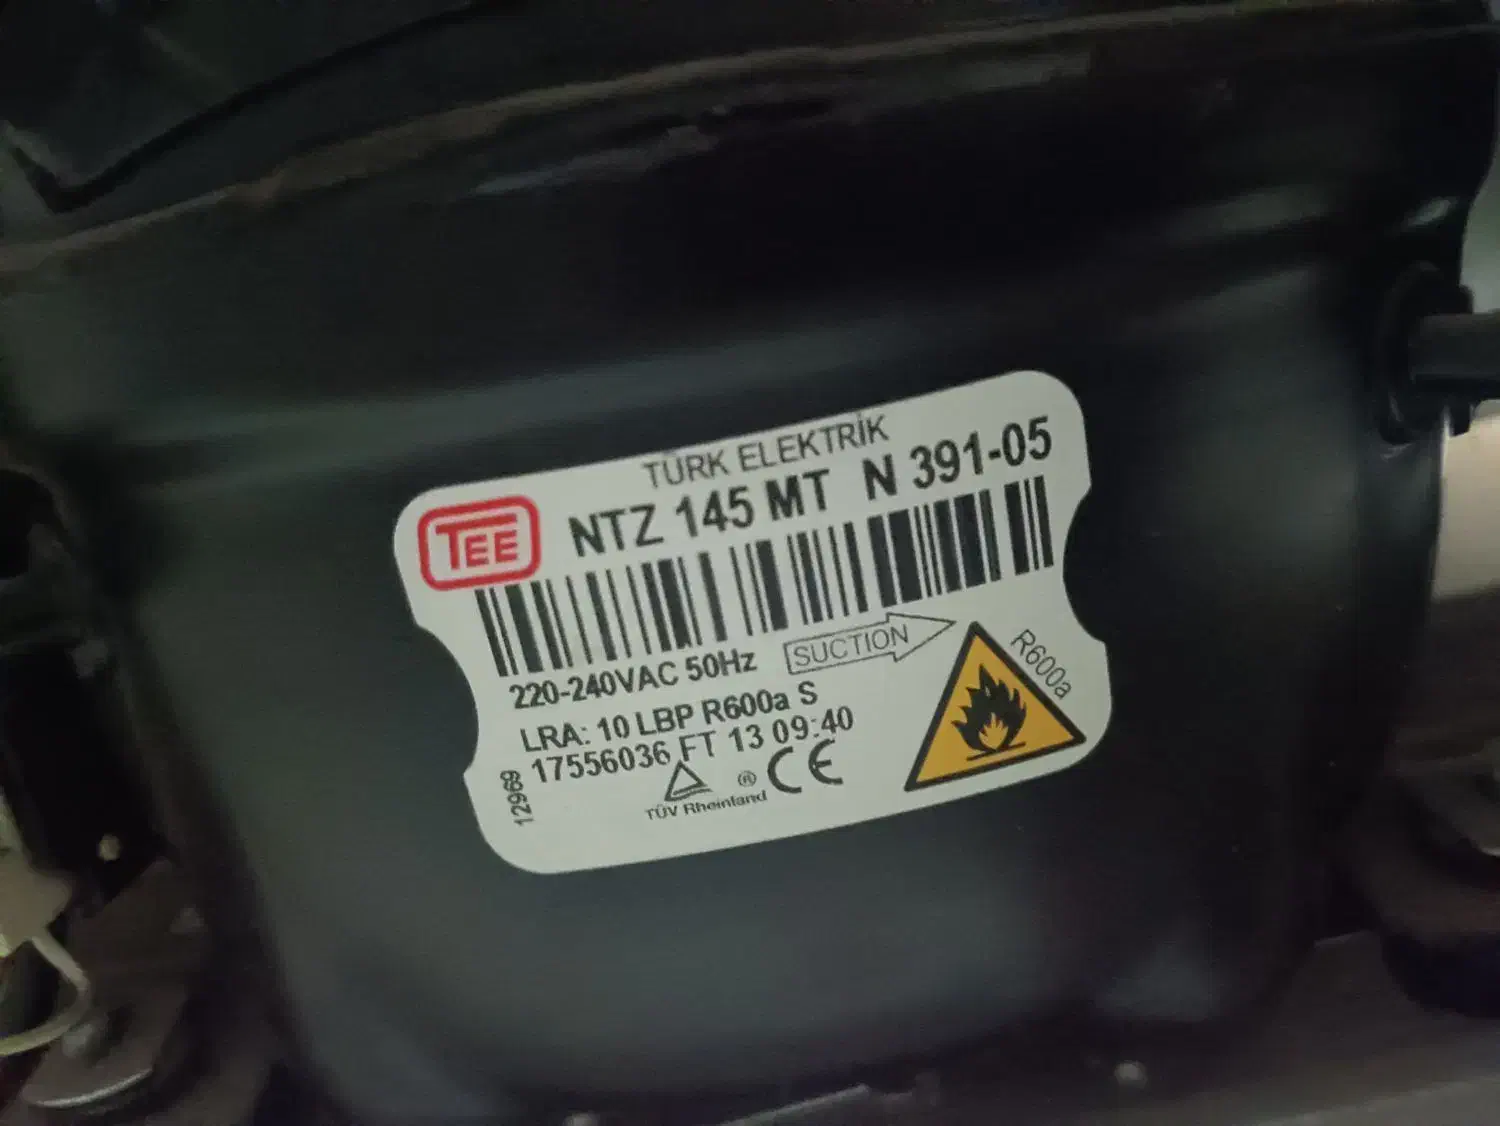 TÜRK ELEKTRİK
TEE NTZ 145 MT N 391-05
220-240VAC 50Hz
SUCTION
R600a
LRA: 10 LBP R600a S
17556036 FT 13 09:40
12969
TÜV Rheinland ®
CE